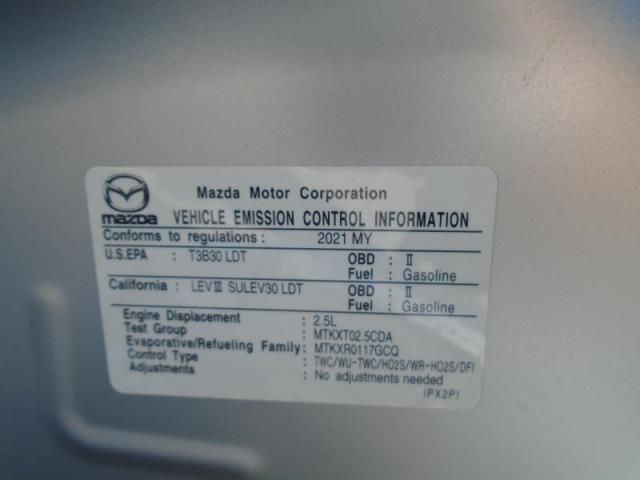 Mazda Motor Corporation
mazda VEHICLE EMISSION CONTROL INFORMATION
Conforms to regulations : 2021 MY
U.S.EPA : T3B30 LDT OBD : II
Fuel : Gasoline
California : LEVIII SULEV30 LDT OBD : II
Fuel : Gasoline
Engine Displacement : 2.5L
Test Group : MTKXT02.5CDA
Evaporative/Refueling Family: MTKXR0117GCQ
Control Type : TWC/WU-TWC/HO2S/WR-HO2S/DFI
Adjustments : No adjustments needed
(PX2P)